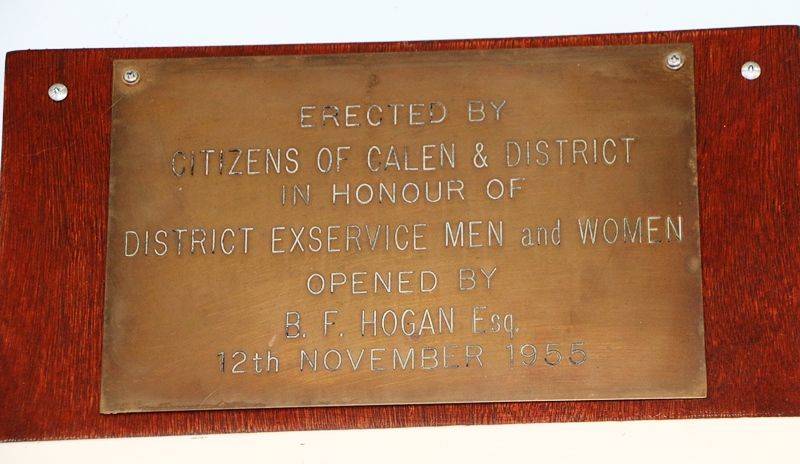 ERECTED BY
CITIZENS OF CALEN & DISTRICT
IN HONOUR OF
DISTRICT EXSERVICE MEN and WOMEN
OPENED BY
B. F. HOGAN Esq.
12th NOVEMBER 1955